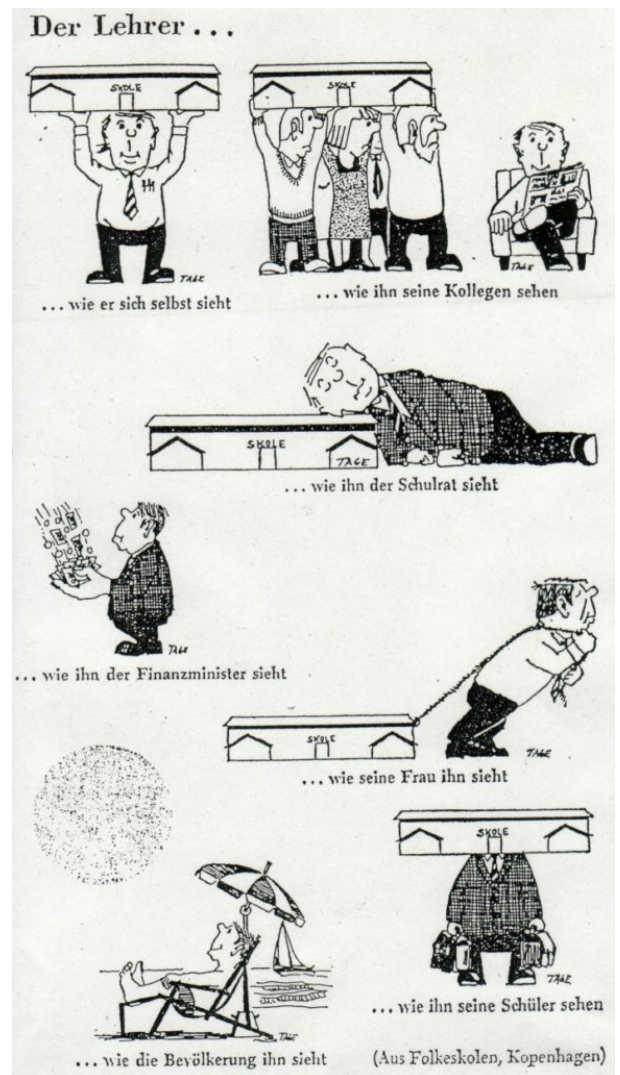 Der Lehrer...
SKOLE
SKOLE
TAGE
TAGE
... wie er sich selbst sieht
... wie ihn seine Kollegen sehen
SKOLE
TAGE
... wie ihn der Schulrat sieht
TAGE
... wie ihn der Finanzminister sieht
SKOLE
TAGE
... wie seine Frau ihn sieht
SKOLE
TAGE
... wie ihn seine Schüler sehen
TAGE
... wie die Bevölkerung ihn sieht
(Aus Folkeskolen, Kopenhagen)